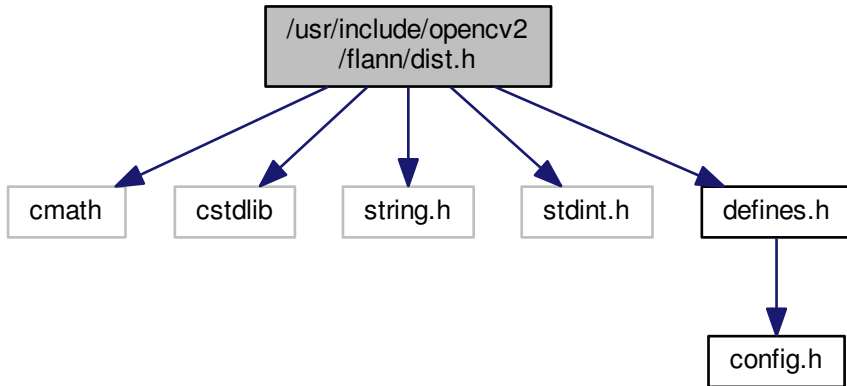 /usr/include/opencv2
/flann/dist.h
cmath
cstdlib
string.h
stdint.h
defines.h
config.h